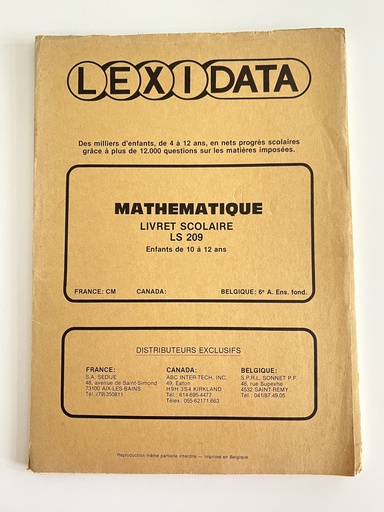 LEXIDATA
Des milliers d'enfants, de 4 à 12 ans, en nets progrès scolaires
grâce à plus de 12.000 questions sur les matières imposées.
MATHEMATIQUE
LIVRET SCOLAIRE
LS 209
Enfants de 10 à 12 ans
FRANCE: CM CANADA: BELGIQUE: 6e A. Ens. fond.
DISTRIBUTEURS EXCLUSIFS
FRANCE:
S.A. SEDIJE
48, avenue de Saint-Simond
73100 AIX-LES-BAINS
Tél.: (79) 350811
CANADA:
ABC INTER-TECH. INC.
49, Eaton
H9H 3S4 KIRKLAND
Tél.: 614-695-4477
Télex: 055-62171.663
BELGIQUE:
S.P.R.L. SONNET P.F.
48, rue Supexhe
4532 SAINT-REMY
Tél.: 041/87.49.05
Reproduction même partielle interdite — Imprimé en Belgique.